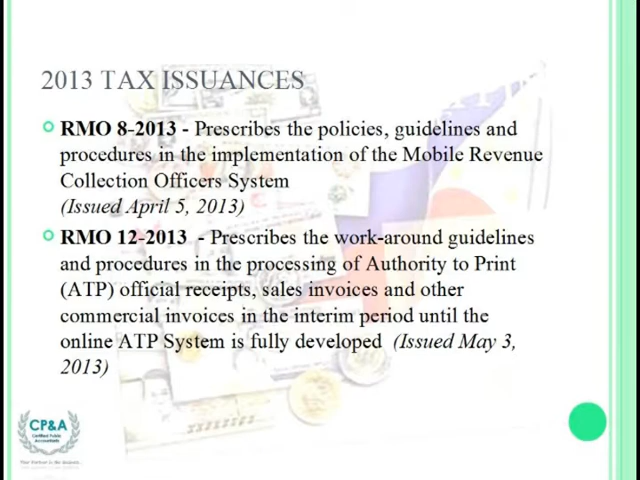 2013 TAX ISSUANCES
RMO 8-2013 - Prescribes the policies, guidelines and
procedures in the implementation of the Mobile Revenue
Collection Officers System
(Issued April 5, 2013)
RMO 12-2013 - Prescribes the work-around guidelines
and procedures in the processing of Authority to Print
(ATP) official receipts, sales invoices and other
commercial invoices in the interim period until the
online ATP System is fully developed (Issued May 3,
2013)
CP&A
Certified Public
Accountants